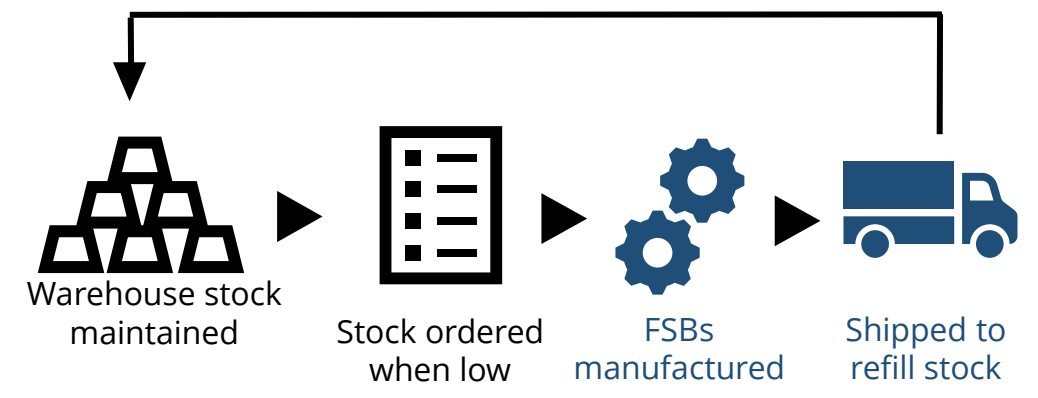 Warehouse stock
maintained
Stock ordered
when low
FSBs
manufactured
Shipped to
refill stock